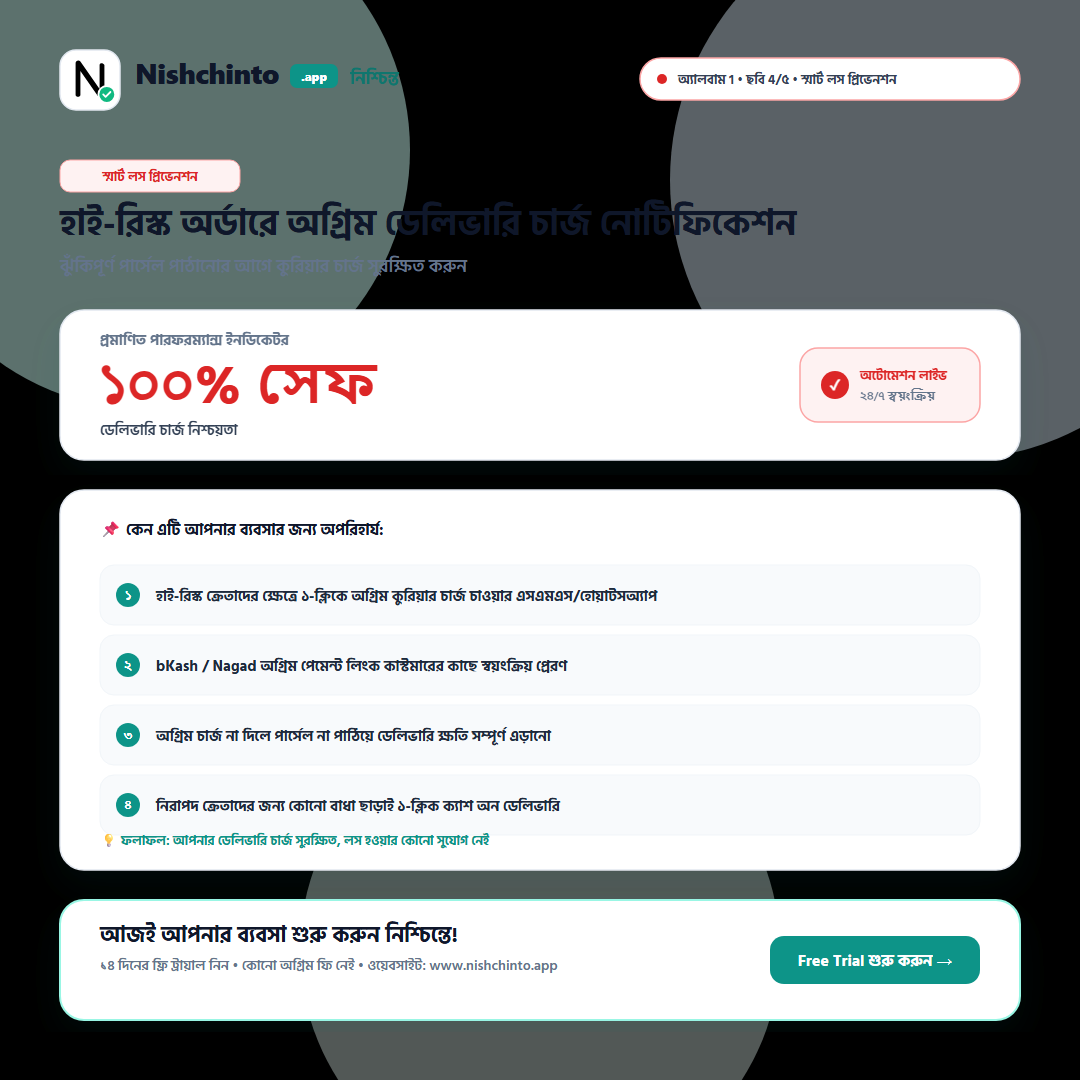 Nishchinto .app নিশ্চিন্ত
অ্যালবাম 1 • ছবি 4/৫ • স্মার্ট লস প্রিভেনশন
স্মার্ট লস প্রিভেনশন
হাই-রিস্ক অর্ডারে অগ্রিম ডেলিভারি চার্জ নোটিফিকেশন
ঝুঁকিপূর্ণ পার্সেল পাঠানোর আগে কুরিয়ার চার্জ সুরক্ষিত করুন
প্রমাণিত পারফরম্যান্স ইনডিকেটর
১০০% সেফ
ডেলিভারি চার্জ নিশ্চয়তা
অটোমেশন লাইভ
২৪/৭ স্বয়ংক্রিয়
📌 কেন এটি আপনার ব্যবসার জন্য অপরিহার্য:
১ হাই-রিস্ক ক্রেতাদের ক্ষেত্রে ১-ক্লিকে অগ্রিম কুরিয়ার চার্জ চাওয়ার এসএমএস/হোয়াটসঅ্যাপ
২ bKash / Nagad অগ্রিম পেমেন্ট লিংক কাস্টমারের কাছে স্বয়ংক্রিয় প্রেরণ
৩ অগ্রিম চার্জ না দিলে পার্সেল না পাঠিয়ে ডেলিভারি ক্ষতি সম্পূর্ণ এড়ানো
৪ নিরাপদ ক্রেতাদের জন্য কোনো বাধা ছাড়াই ১-ক্লিক ক্যাশ অন ডেলিভারি
💡 ফলাফল: আপনার ডেলিভারি চার্জ সুরক্ষিত, লস হওয়ার কোনো সুযোগ নেই
আজই আপনার ব্যবসা শুরু করুন নিশ্চিন্তে!
১৪ দিনের ফ্রি ট্রায়াল নিন • কোনো অগ্রিম ফি নেই • ওয়েবসাইট: www.nishchinto.app
Free Trial শুরু করুন →